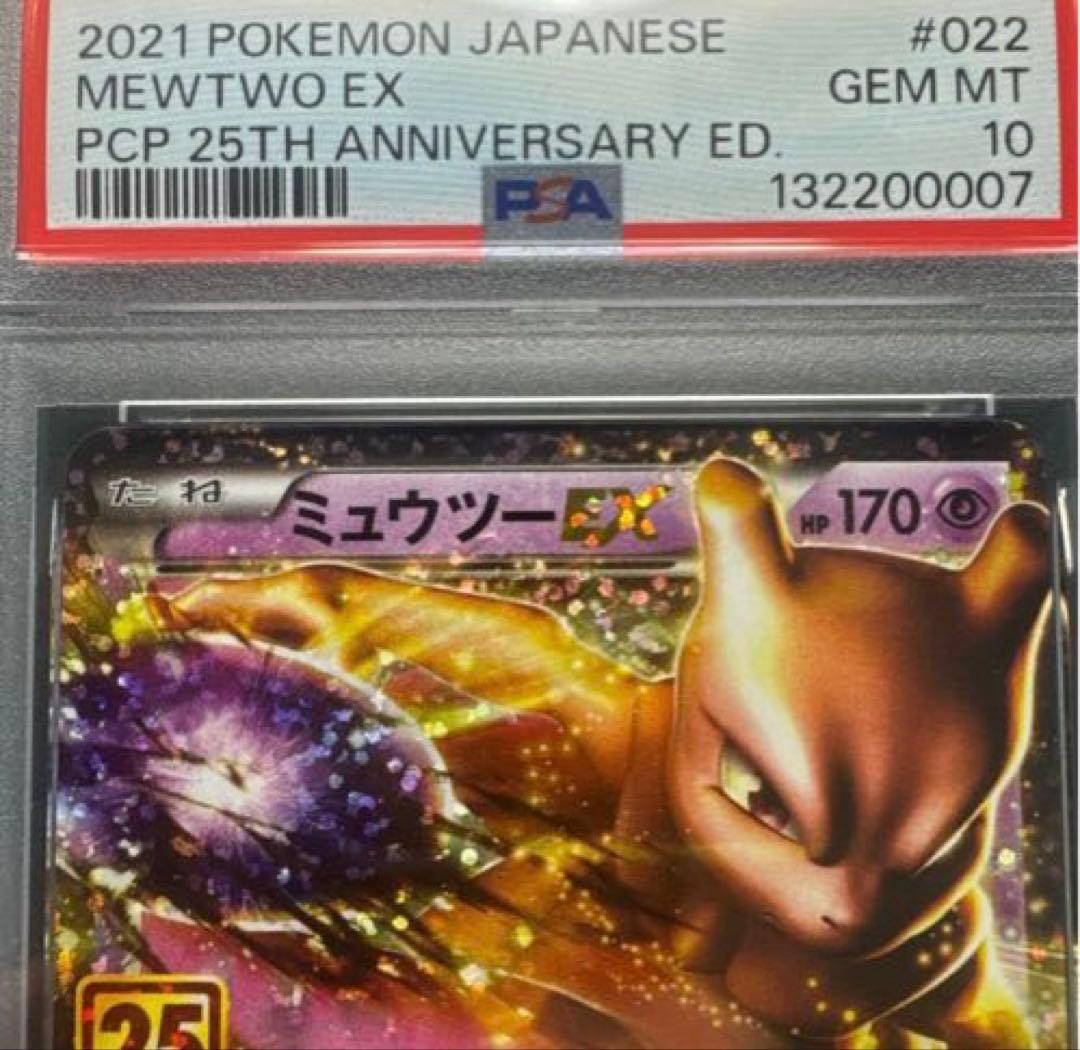 2021 POKEMON JAPANESE #022
MEWTWO EX GEM MT
PCP 25TH ANNIVERSARY ED. 10
PSA 132200007
たね ミュウツーEX HP 170
25